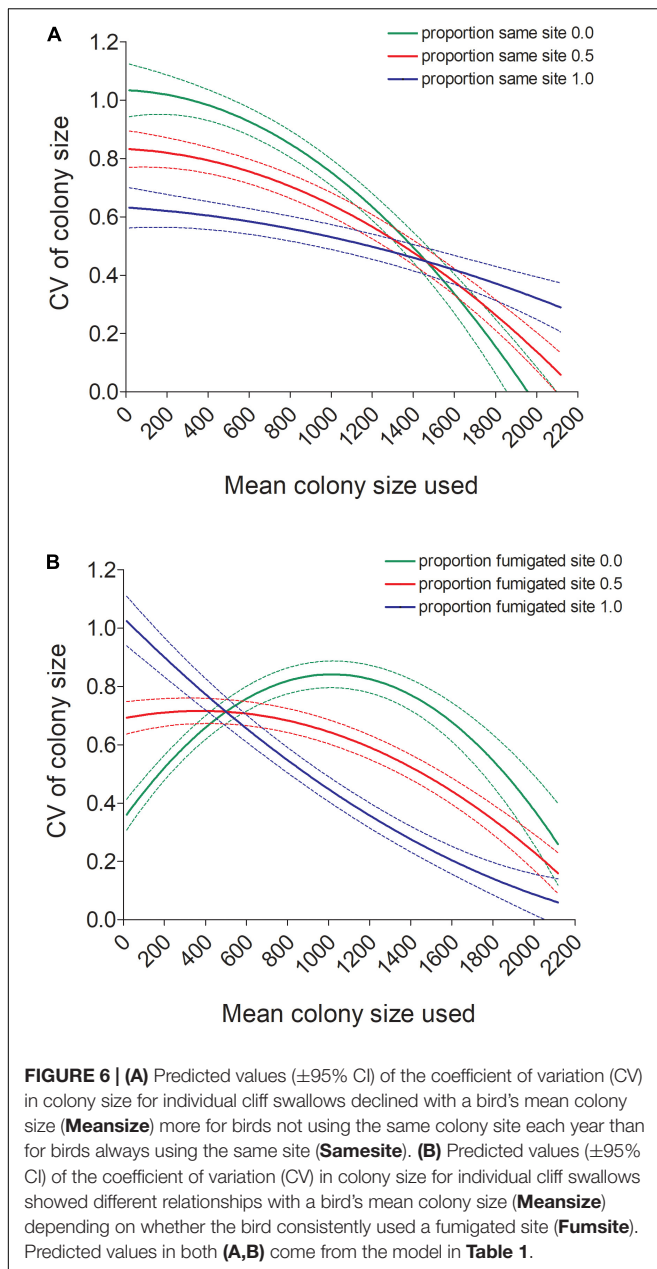 A
proportion same site 0.0
proportion same site 0.5
proportion same site 1.0
1.2
1.0
0.8
0.6
0.4
0.2
0.0
CV of colony size
0 200 400 600 800 1000 1200 1400 1600 1800 2000 2200
Mean colony size used
B
proportion fumigated site 0.0
proportion fumigated site 0.5
proportion fumigated site 1.0
1.2
1.0
0.8
0.6
0.4
0.2
0.0
CV of colony size
0 200 400 600 800 1000 1200 1400 1600 1800 2000 2200
Mean colony size used
FIGURE 6 | (A) Predicted values (±95% CI) of the coefficient of variation (CV)
in colony size for individual cliff swallows declined with a bird's mean colony
size (Meansize) more for birds not using the same colony site each year than
for birds always using the same site (Samesite). (B) Predicted values (±95%
CI) of the coefficient of variation (CV) in colony size for individual cliff swallows
showed different relationships with a bird's mean colony size (Meansize)
depending on whether the bird consistently used a fumigated site (Fumsite).
Predicted values in both (A,B) come from the model in Table 1.